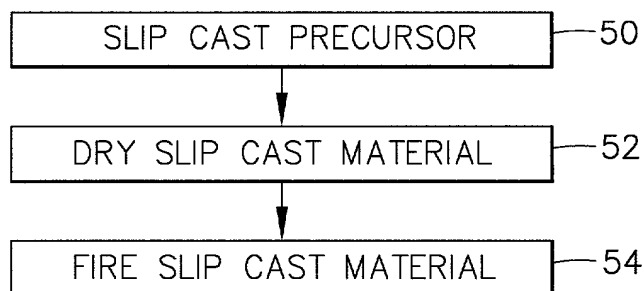 SLIP CAST PRECURSOR 50
DRY SLIP CAST MATERIAL 52
FIRE SLIP CAST MATERIAL 54